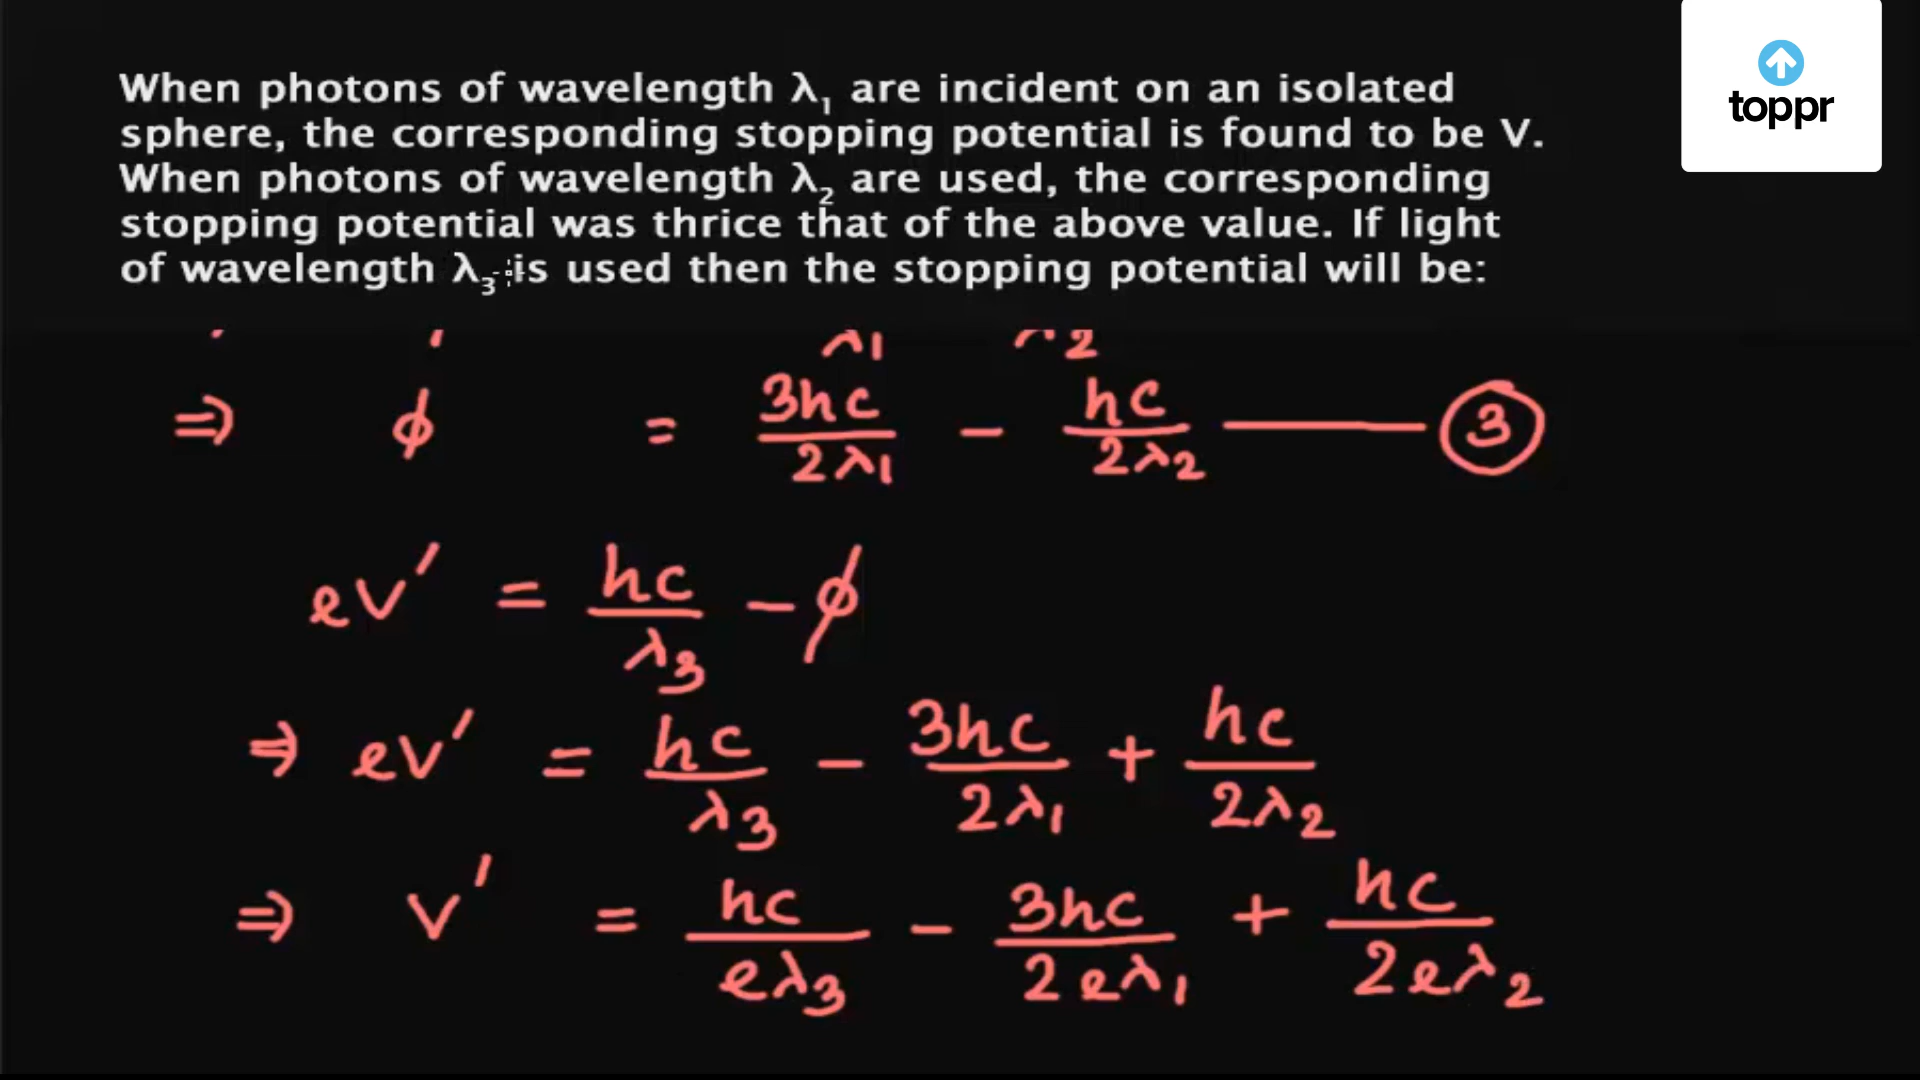 When photons of wavelength λ₁ are incident on an isolated
sphere, the corresponding stopping potential is found to be V.
When photons of wavelength λ₂ are used, the corresponding
stopping potential was thrice that of the above value. If light
of wavelength λ₃ is used then the stopping potential will be:
toppr
λ1 λ2
⇒ ϕ = 3hc/2λ1 − hc/2λ2 —— ③
eV' = hc/λ3 − ϕ
⇒ eV' = hc/λ3 − 3hc/2λ1 + hc/2λ2
⇒ V' = hc/eλ3 − 3hc/2eλ1 + hc/2eλ2